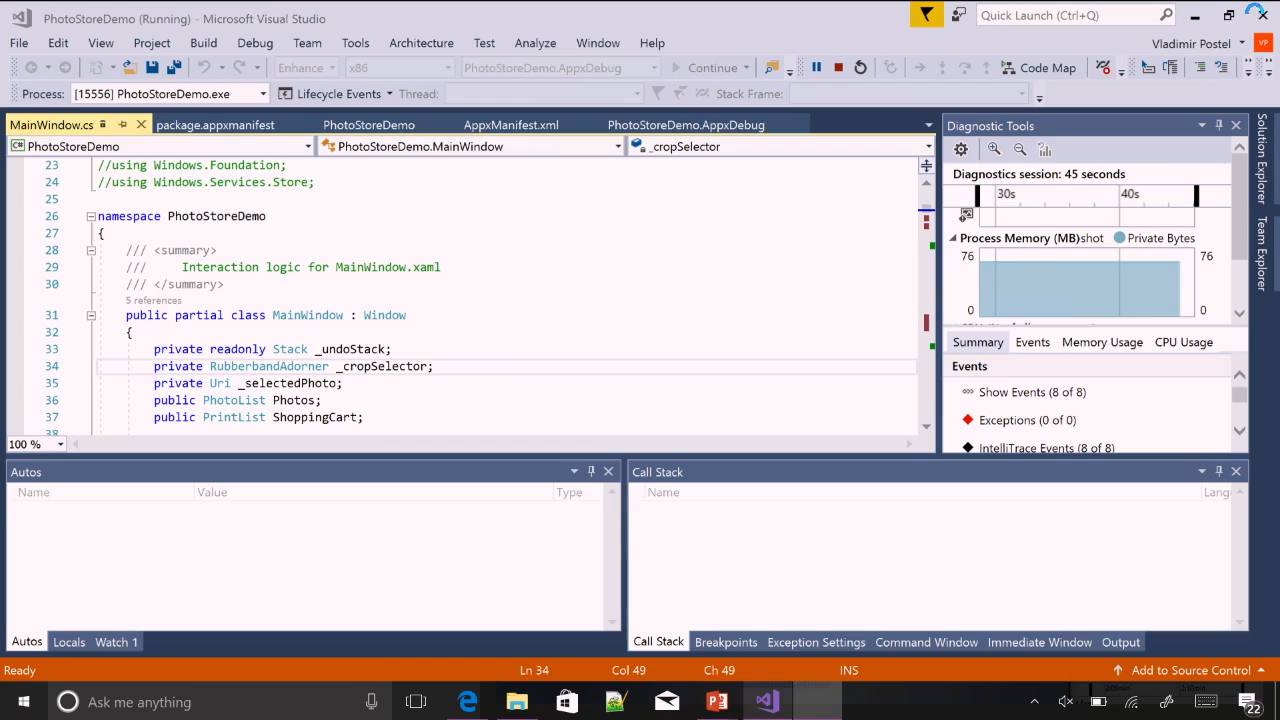 PhotoStoreDemo (Running) - Microsoft Visual Studio
Quick Launch (Ctrl+Q)
File Edit View Project Build Debug Team Tools Architecture Test Analyze Window Help
Vladimir Postel VP
Enhance x86 PhotoStoreDemo.AppxDebug Continue Code Map
Process: [15556] PhotoStoreDemo.exe Lifecycle Events Thread: Stack Frame:
MainWindow.cs package.appxmanifest PhotoStoreDemo AppxManifest.xml PhotoStoreDemo.AppxDebug
PhotoStoreDemo PhotoStoreDemo.MainWindow _cropSelector
23 //using Windows.Foundation;
24 //using Windows.Services.Store;
25
26 namespace PhotoStoreDemo
27 {
28 /// <summary>
29 /// Interaction logic for MainWindow.xaml
30 /// </summary>
5 references
31 public partial class MainWindow : Window
32 {
33 private readonly Stack _undoStack;
34 private RubberbandAdorner _cropSelector;
35 private Uri _selectedPhoto;
36 public PhotoList Photos;
37 public PrintList ShoppingCart;
38
100 %
Diagnostic Tools
Diagnostics session: 45 seconds
30s 40s
Process Memory (MB)shot Private Bytes
76 76
0 0
Summary Events Memory Usage CPU Usage
Events
Show Events (8 of 8)
Exceptions (0 of 0)
IntelliTrace Events (8 of 8)
Solution Explorer
Team Explorer
Autos
Name Value Type
Autos Locals Watch 1
Call Stack
Name Lang
Call Stack Breakpoints Exception Settings Command Window Immediate Window Output
Ready Ln 34 Col 49 Ch 49 INS Add to Source Control
Ask me anything
22